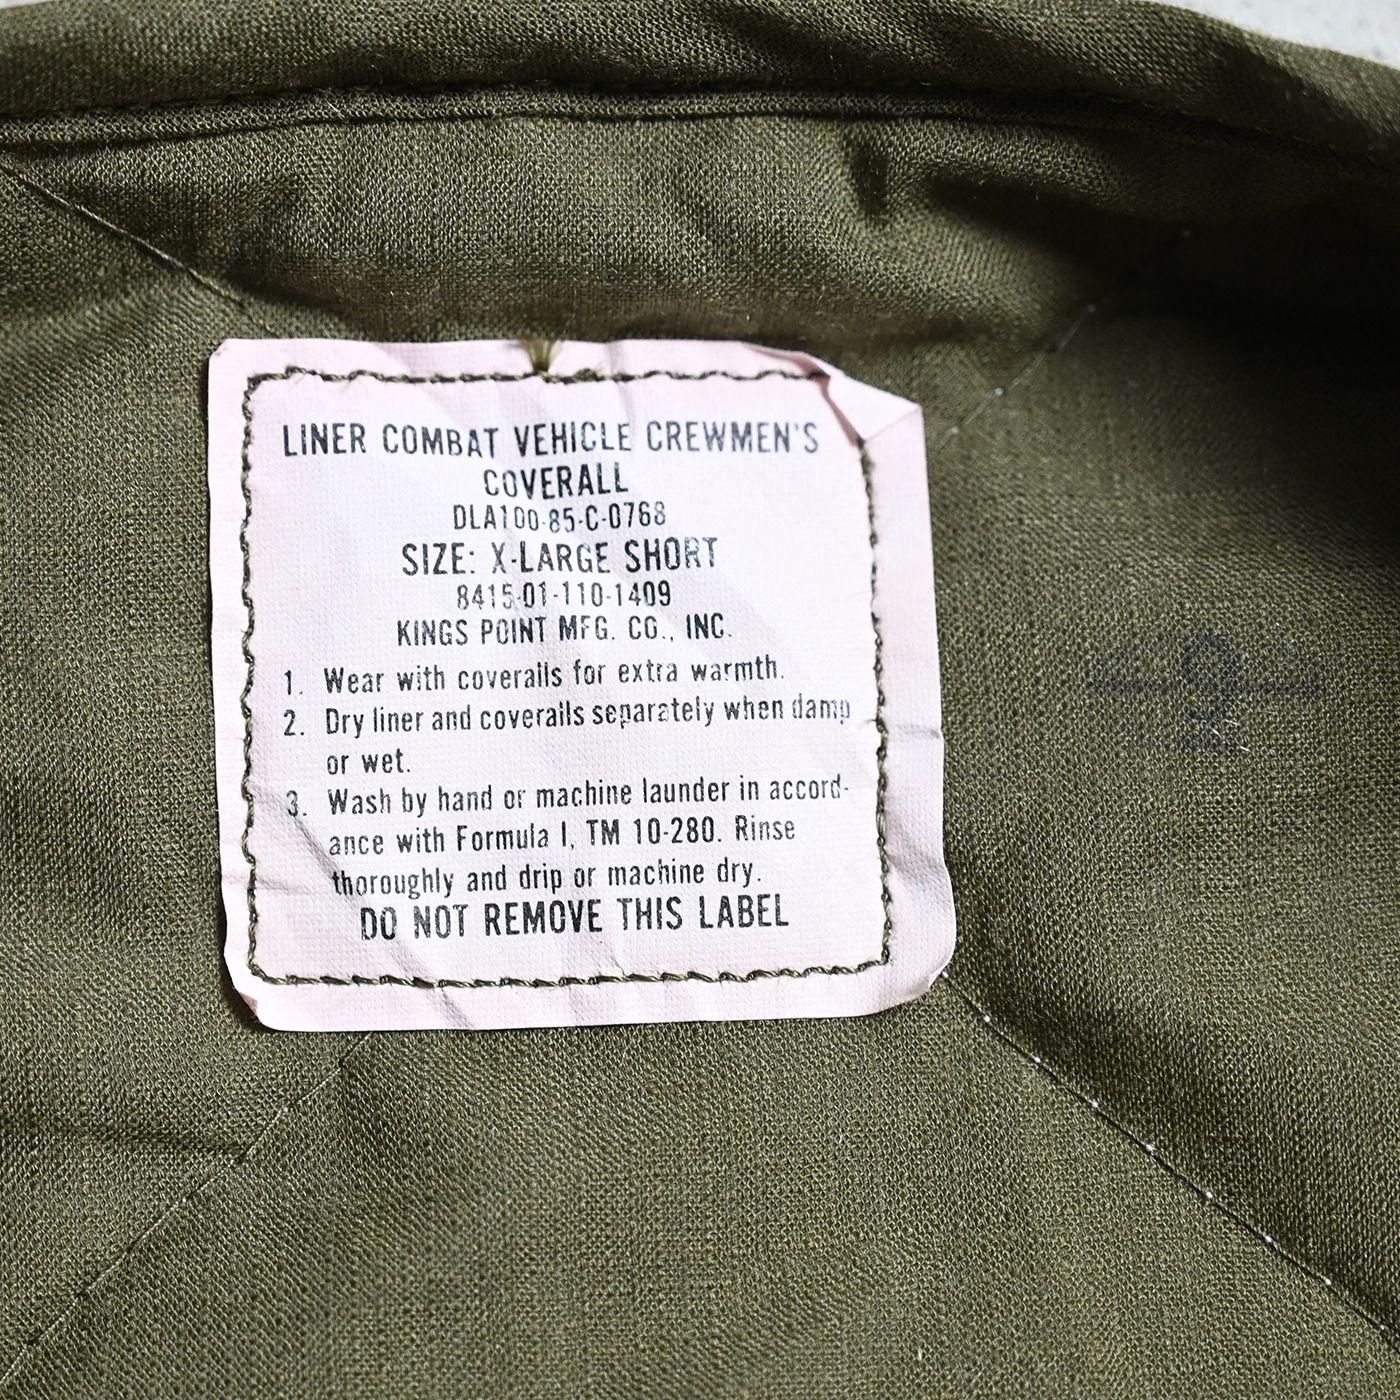 LINER COMBAT VEHICLE CREWMEN'S
COVERALL
DLA100-85-C-0768
SIZE: X-LARGE SHORT
8415-01-110-1409
KINGS POINT MFG. CO., INC.
1. Wear with coveralls for extra warmth.
2. Dry liner and coveralls separately when damp
or wet.
3. Wash by hand or machine launder in accord-
ance with Formula I, TM 10-280. Rinse
thoroughly and drip or machine dry.
DO NOT REMOVE THIS LABEL